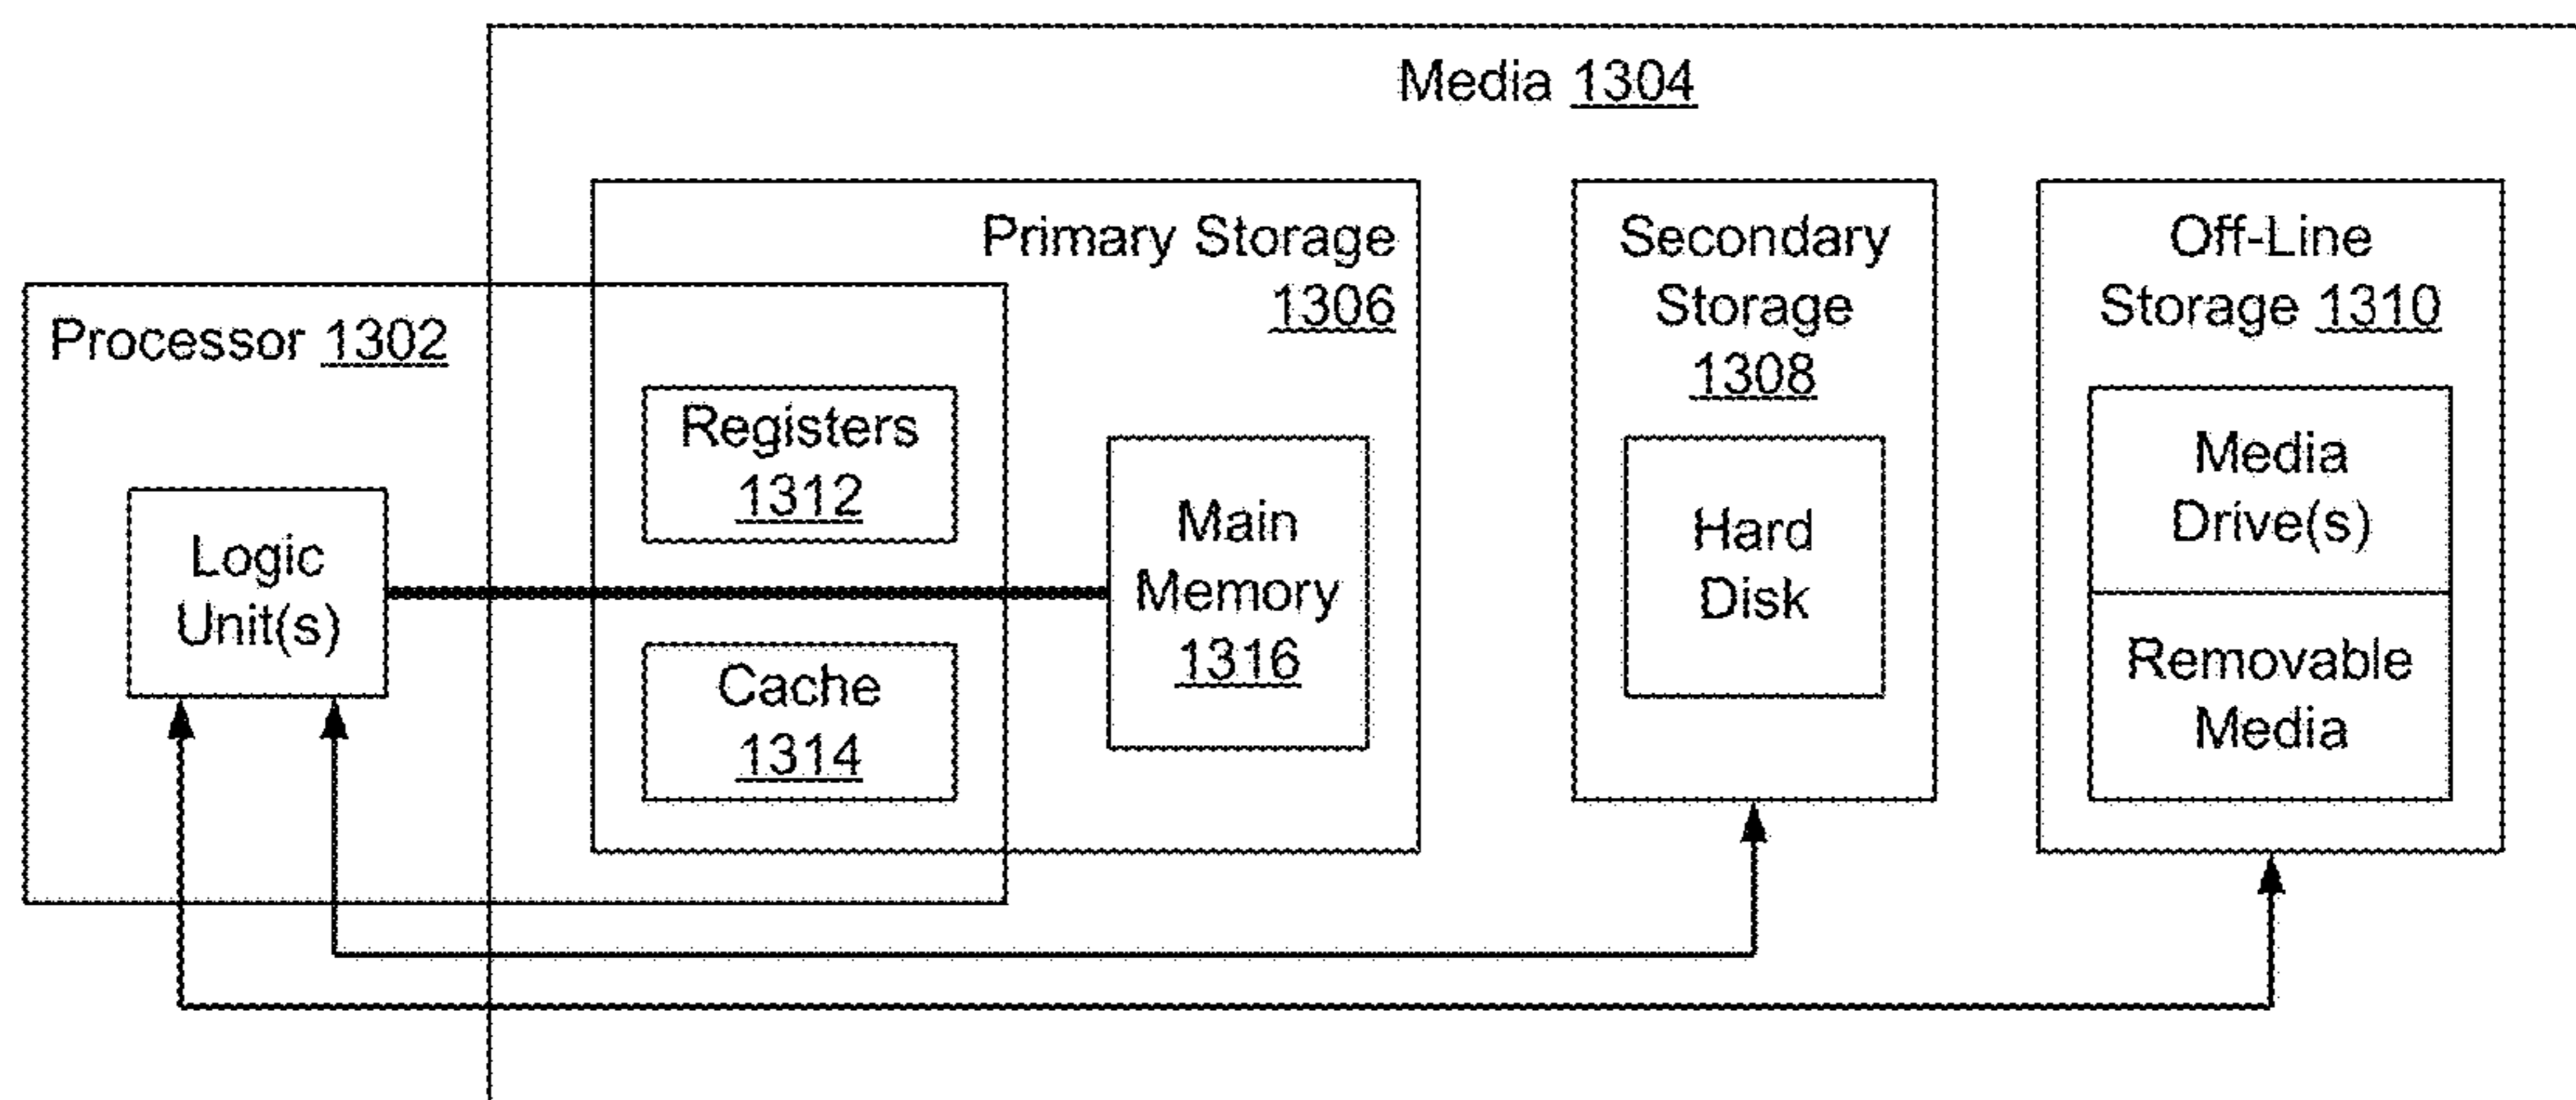 Media 1304
Primary Storage
1306
Secondary
Storage
1308
Off-Line
Storage 1310
Processor 1302
Registers
1312
Logic
Unit(s)
Cache
1314
Main
Memory
1316
Hard
Disk
Media
Drive(s)
Removable
Media